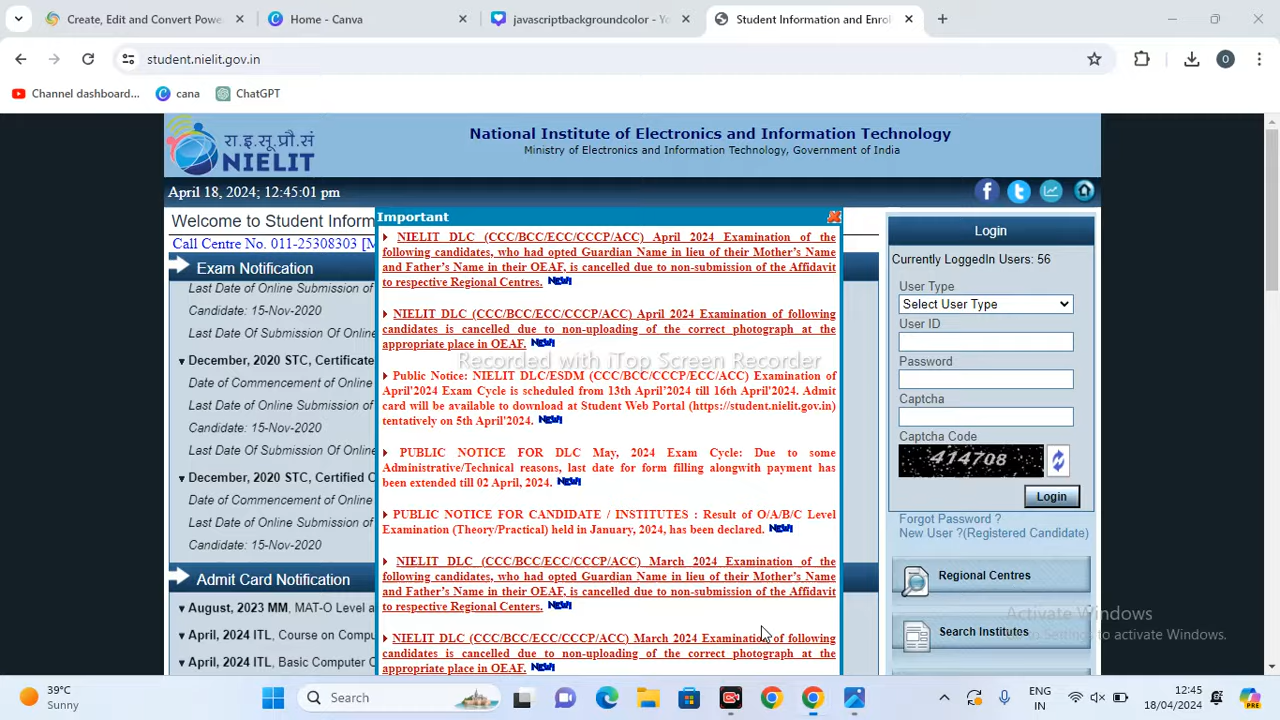 Create, Edit and Convert Powe
Home - Canva
javascriptbackgroundcolor - Yo
Student Information and Enrol
student.nielit.gov.in
Channel dashboard...
cana
ChatGPT
रा.इ.सू.प्रौ.सं
NIELIT
National Institute of Electronics and Information Technology
Ministry of Electronics and Information Technology, Government of India
April 18, 2024; 12:45:01 pm
Welcome to Student Inform
Call Centre No. 011-25308303 [M
Exam Notification
Last Date of Online Submission Of
Candidate: 15-Nov-2020
Last Date Of Submission Of Online
December, 2020 STC, Certificate
Date of Commencement of Online
Last Date of Online Submission of
Candidate: 15-Nov-2020
Last Date of Online Submission Of
December, 2020 STC, Certified C
Date of Commencement of Online
Last Date of Online Submission of
Candidate: 15-Nov-2020
Admit Card Notification
August, 2023 MM, MAT-O Level a
April, 2024 ITL, Course on Compu
April, 2024 ITL, Basic Computer C
Important
NIELIT DLC (CCC/BCC/ECC/CCCP/ACC) April 2024 Examination of the
following candidates, who had opted Guardian Name in lieu of their Mother's Name
and Father's Name in their OEAF, is cancelled due to non-submission of the Affidavit
to respective Regional Centres. NEW!
NIELIT DLC (CCC/BCC/ECC/CCCP/ACC) April 2024 Examination of following
candidates is cancelled due to non-uploading of the correct photograph at the
appropriate place in OEAF. NEW!
Recorded with iTop Screen Recorder
Public Notice: NIELIT DLC/ESDM (CCC/BCC/CCCP/ECC/ACC) Examination of
April'2024 Exam Cycle is scheduled from 13th April'2024 till 16th April'2024. Admit
card will be available to download at Student Web Portal (https://student.nielit.gov.in)
tentatively on 5th April'2024. NEW!
PUBLIC NOTICE FOR DLC May, 2024 Exam Cycle: Due to some
Administrative/Technical reasons, last date for form filling alongwith payment has
been extended till 02 April, 2024. NEW!
PUBLIC NOTICE FOR CANDIDATE / INSTITUTES : Result of O/A/B/C Level
Examination (Theory/Practical) held in January, 2024, has been declared. NEW!
NIELIT DLC (CCC/BCC/ECC/CCCP/ACC) March 2024 Examination of the
following candidates, who had opted Guardian Name in lieu of their Mother's Name
and Father's Name in their OEAF, is cancelled due to non-submission of the Affidavit
to respective Regional Centers. NEW!
NIELIT DLC (CCC/BCC/ECC/CCCP/ACC) March 2024 Examination of following
candidates is cancelled due to non-uploading of the correct photograph at the
appropriate place in OEAF. NEW!
Login
Currently LoggedIn Users: 56
User Type
Select User Type
User ID
Password
Captcha
Captcha Code
414708
Login
Forgot Password ?
New User ?(Registered Candidate)
Regional Centres
Search Institutes
Activate Windows
Go to Settings to activate Windows.
39°C
Sunny
Search
ENG
IN
12:45
18/04/2024
PRE